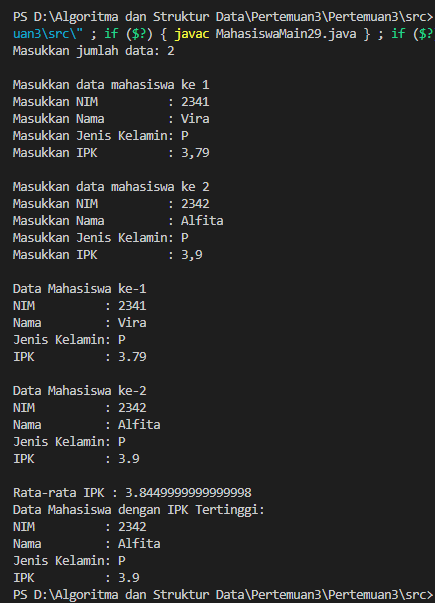 PS D:\Algoritma dan Struktur Data\Pertemuan3\Pertemuan3\src>
uan3\src\" ; if ($?) { javac MahasiswaMain29.java } ; if ($?
Masukkan jumlah data: 2
Masukkan data mahasiswa ke 1
Masukkan NIM : 2341
Masukkan Nama : Vira
Masukkan Jenis Kelamin: P
Masukkan IPK : 3,79
Masukkan data mahasiswa ke 2
Masukkan NIM : 2342
Masukkan Nama : Alfita
Masukkan Jenis Kelamin: P
Masukkan IPK : 3,9
Data Mahasiswa ke-1
NIM : 2341
Nama : Vira
Jenis Kelamin: P
IPK : 3.79
Data Mahasiswa ke-2
NIM : 2342
Nama : Alfita
Jenis Kelamin: P
IPK : 3.9
Rata-rata IPK : 3.8449999999999998
Data Mahasiswa dengan IPK Tertinggi:
NIM : 2342
Nama : Alfita
Jenis Kelamin: P
IPK : 3.9
PS D:\Algoritma dan Struktur Data\Pertemuan3\Pertemuan3\src>